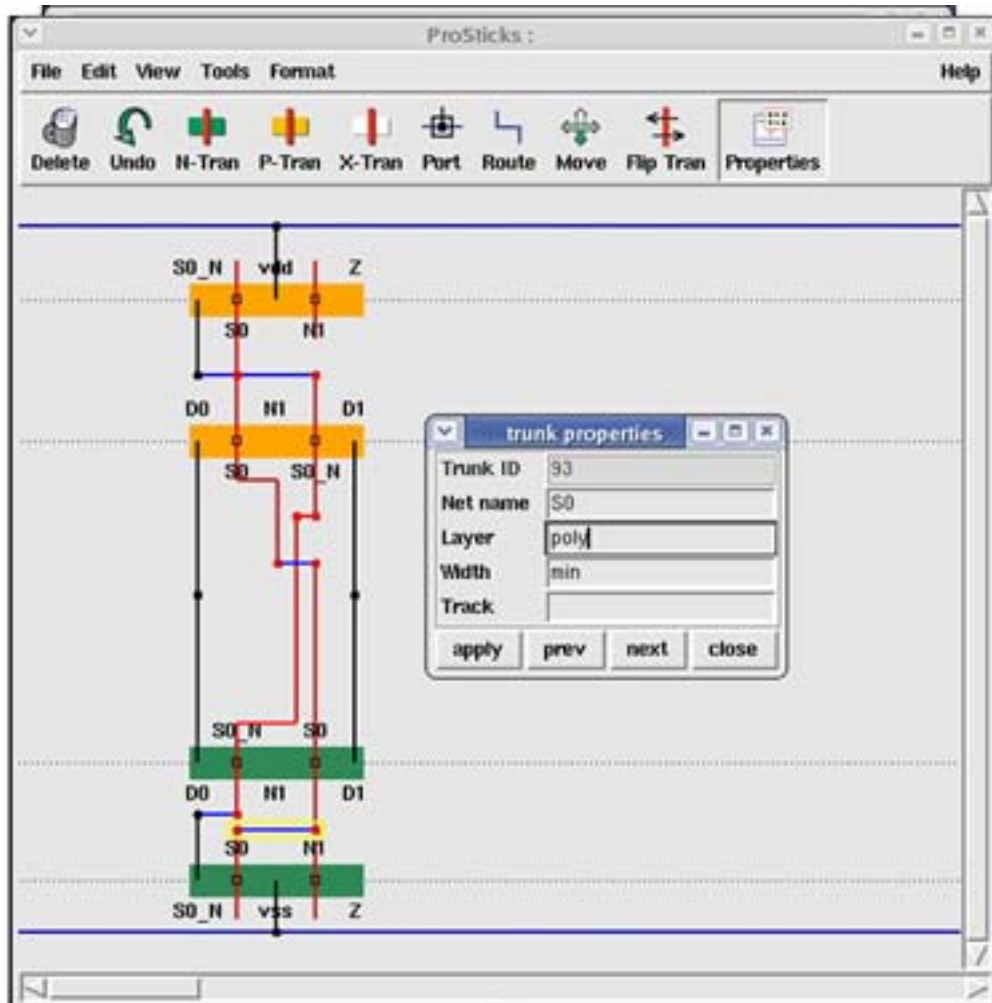 ProSticks :
File Edit View Tools Format Help
Delete Undo N-Tran P-Tran X-Tran Port Route Move Flip Tran Properties
S0_N vdd Z
S0 N1
D0 N1 D1
S0 S0_N
trunk properties
Trunk ID 93
Net name S0
Layer poly
Width min
Track
apply prev next close
S0_N S0
D0 N1 D1
S0 N1
S0_N vss Z